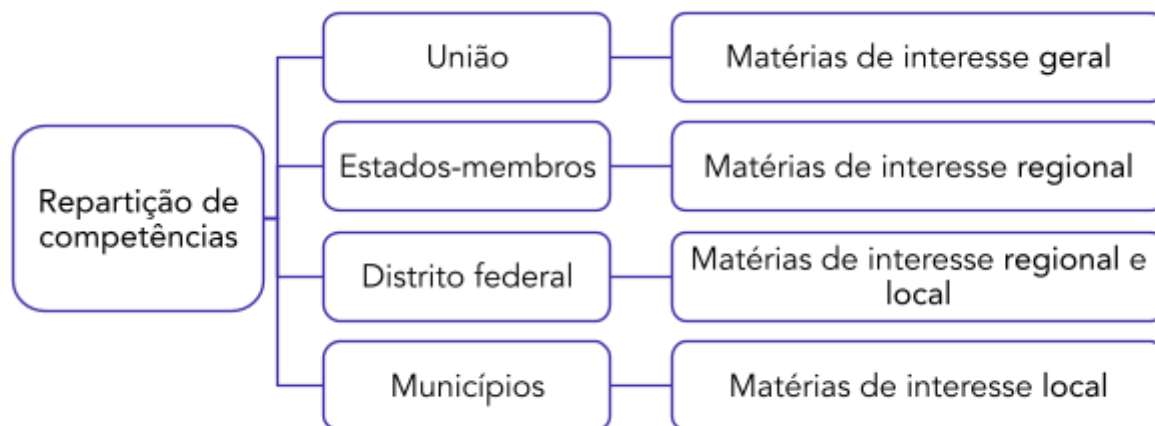 Repartição de
competências
União
Matérias de interesse geral
Estados-membros
Matérias de interesse regional
Distrito federal
Matérias de interesse regional e
local
Municípios
Matérias de interesse local